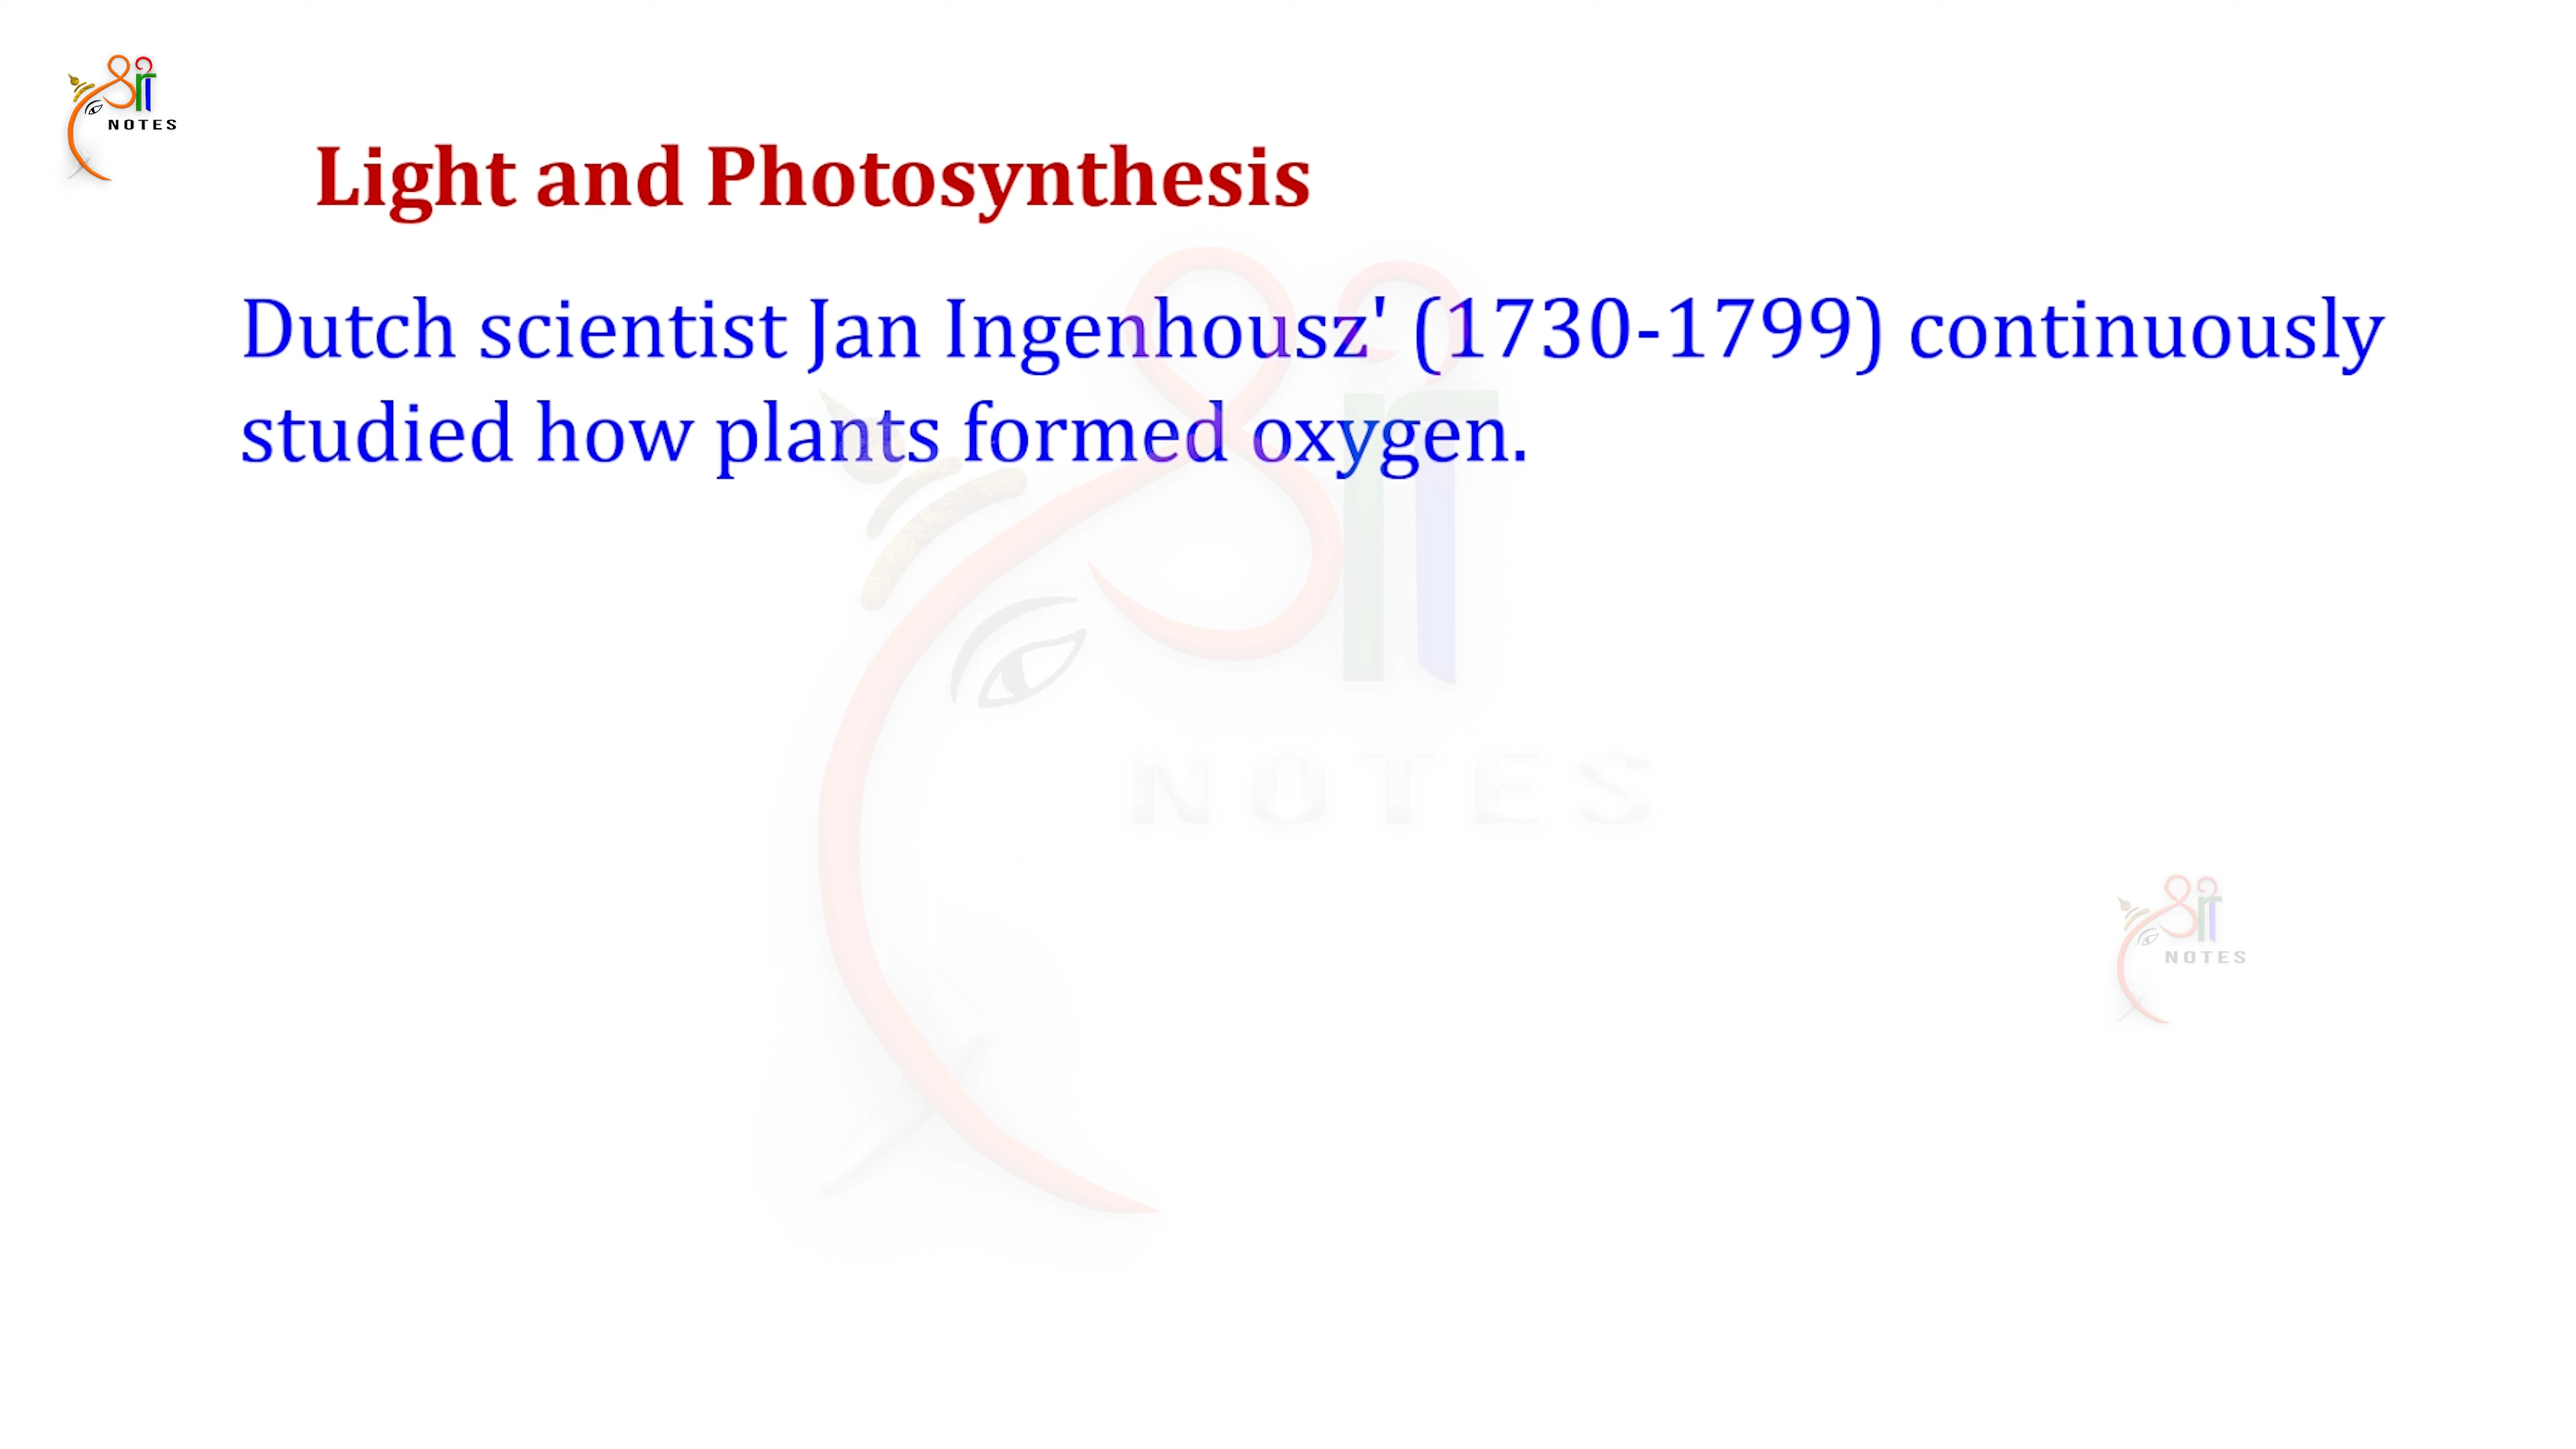 श्री
NOTES
Light and Photosynthesis
Dutch scientist Jan Ingenhousz' (1730-1799) continuously
studied how plants formed oxygen.
श्री
NOTES
श्री
NOTES